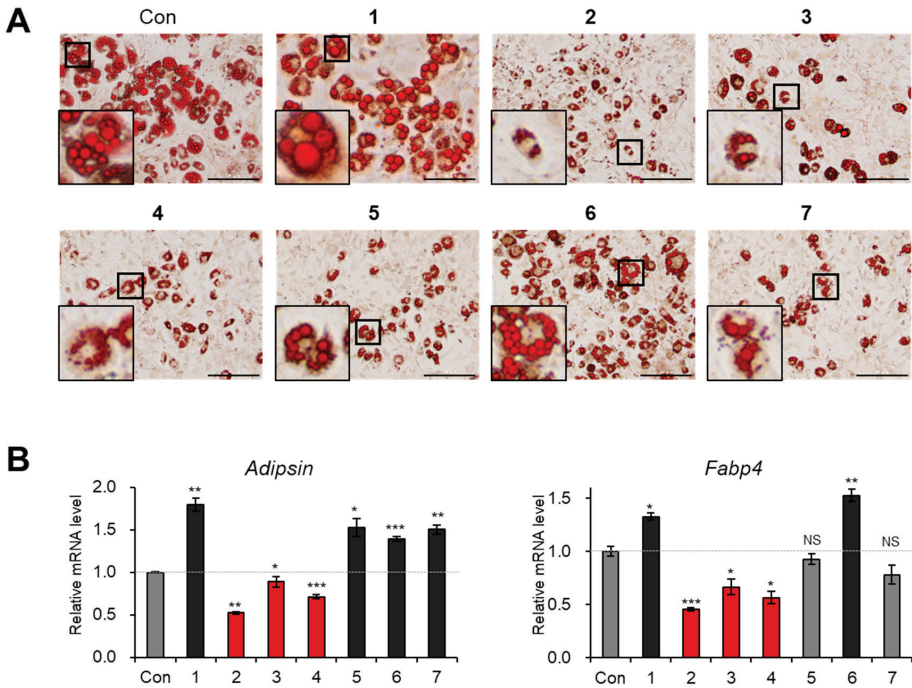 A
Con 1 2 3
4 5 6 7
B
Adipsin
Relative mRNA level
2.0
1.5
1.0
0.5
0.0
** ** * *** * *** **
Con 1 2 3 4 5 6 7
Fabp4
Relative mRNA level
1.5
1.0
0.5
0.0
* *** * * NS ** NS
Con 1 2 3 4 5 6 7